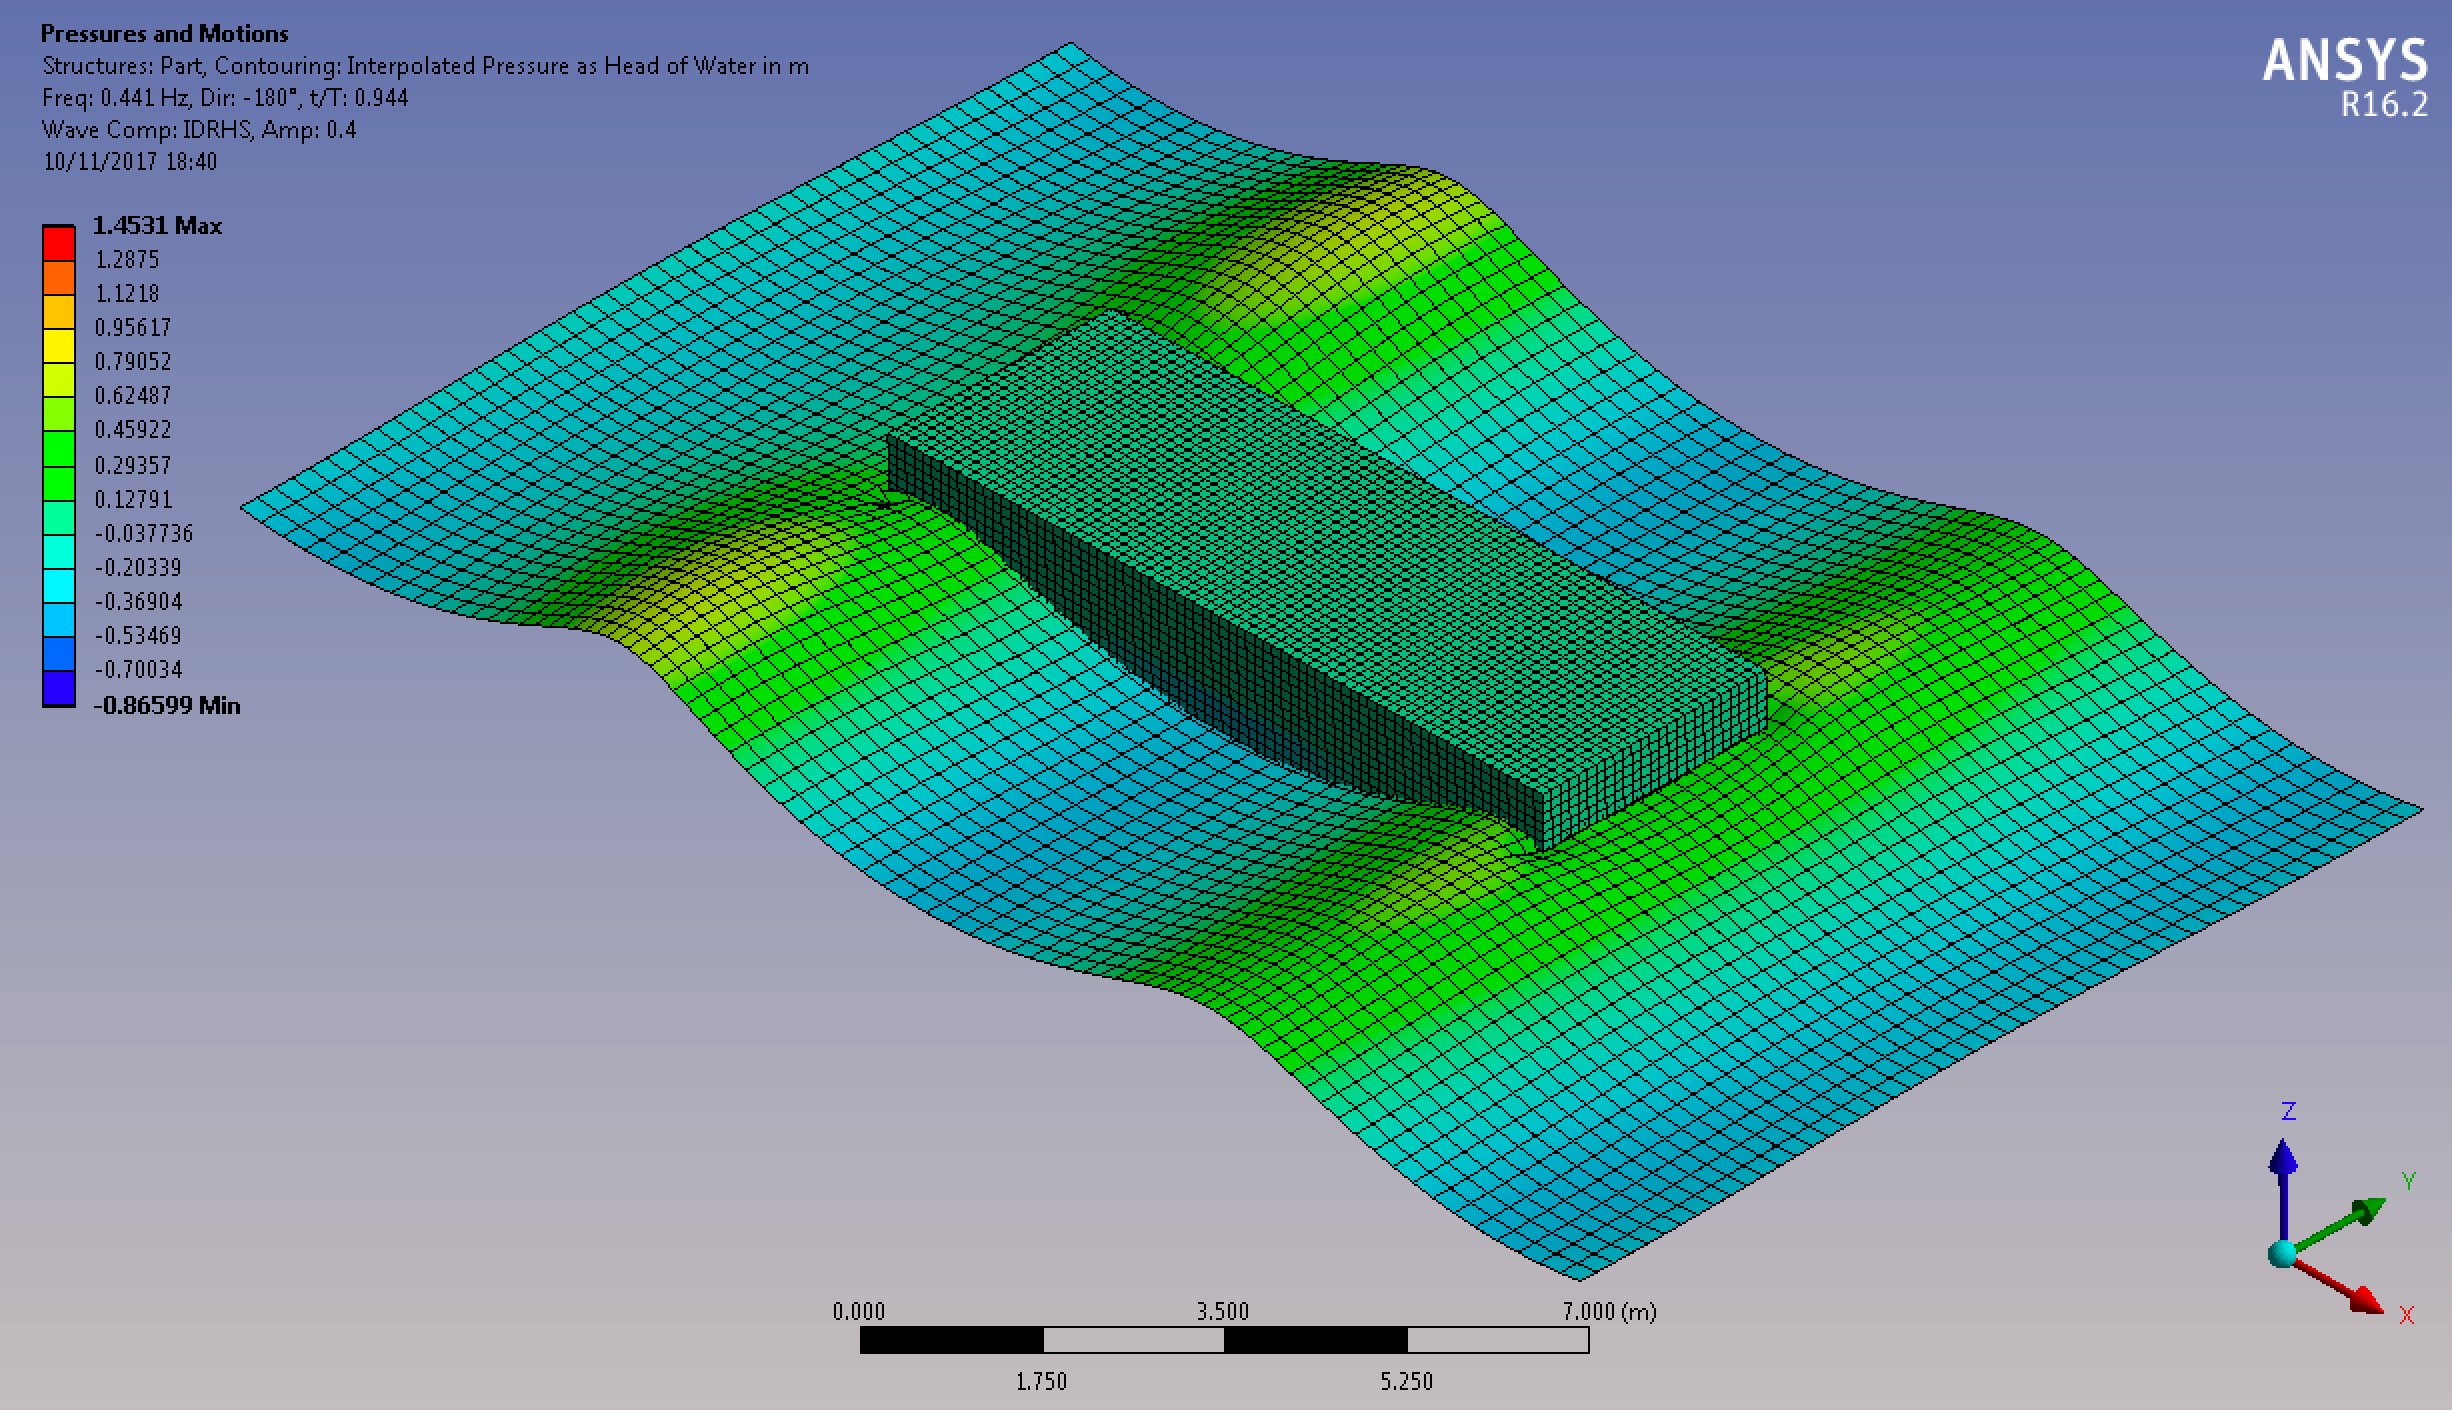 Pressures and Motions
Structures: Part, Contouring: Interpolated Pressure as Head of Water in m
Freq: 0.441 Hz, Dir: -180°, t/T: 0.944
Wave Comp: IDRHS, Amp: 0.4
10/11/2017 18:40
ANSYS
R16.2
1.4531 Max
1.2875
1.1218
0.95617
0.79052
0.62487
0.45922
0.29357
0.12791
-0.037736
-0.20339
-0.36904
-0.53469
-0.70034
-0.86599 Min
Z
Y
X
0.000 3.500 7.000 (m)
1.750 5.250